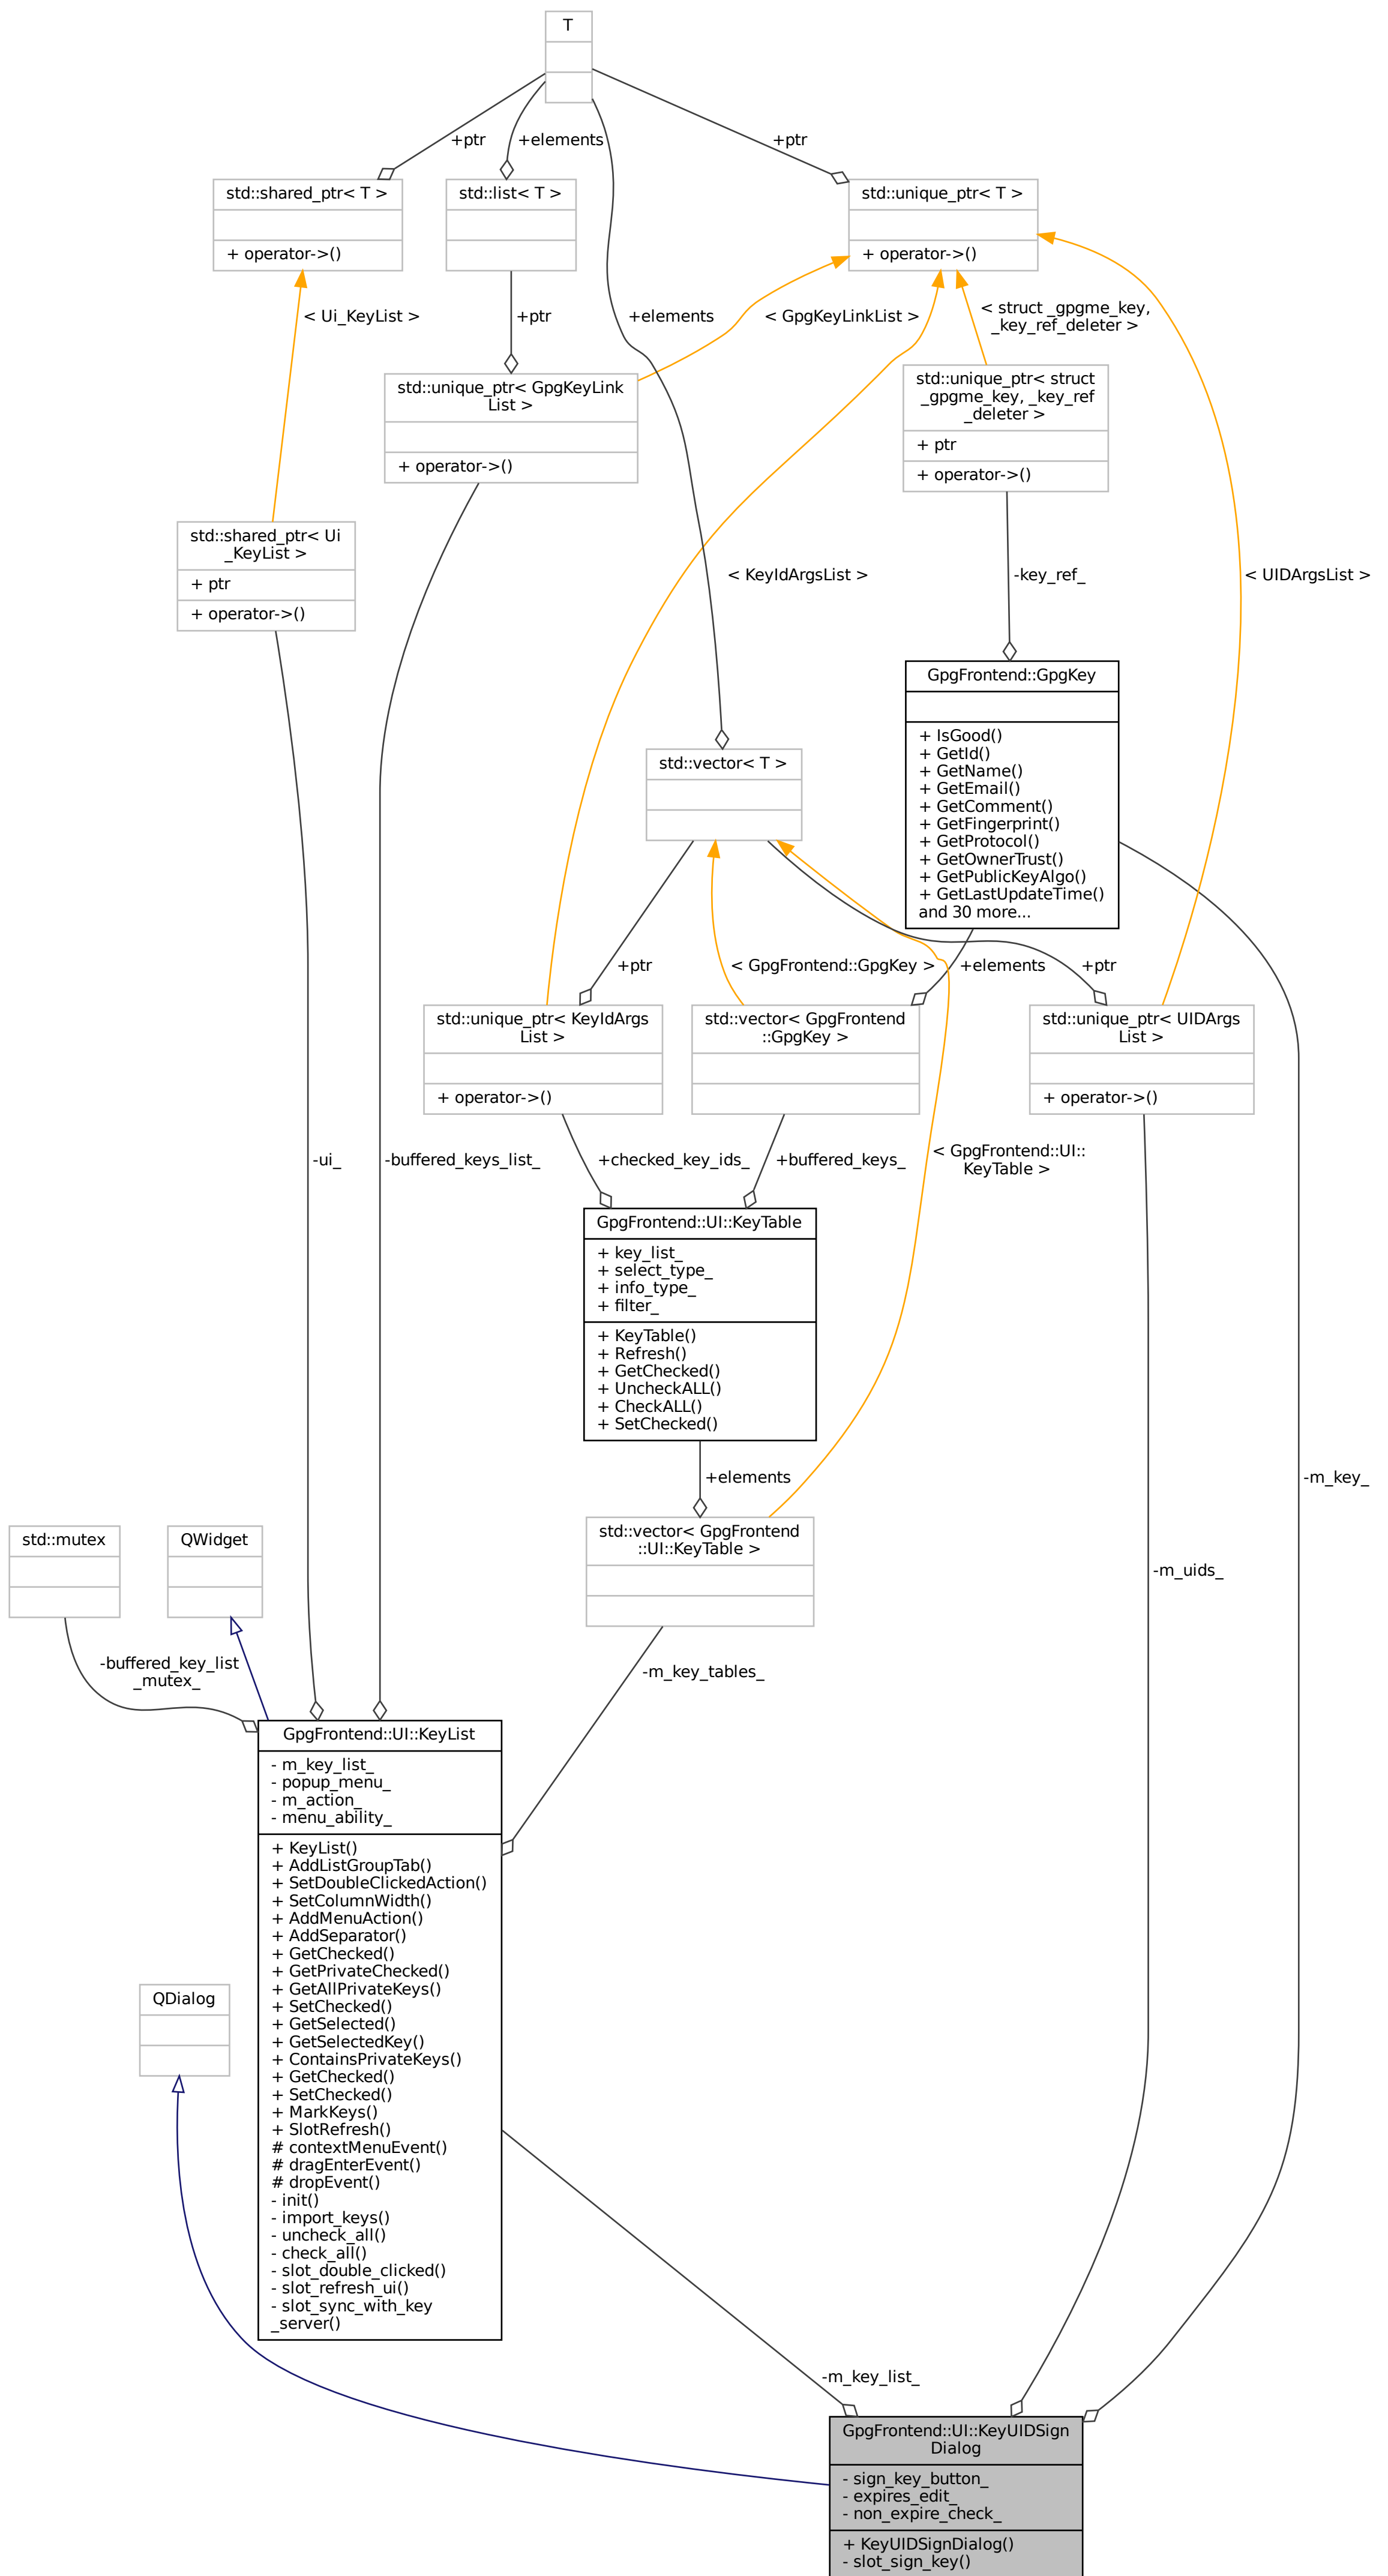 T
+ptr
+elements
+ptr
std::shared_ptr< T >
+ operator->()
std::list< T >
std::unique_ptr< T >
+ operator->()
< Ui_KeyList >
+ptr
+elements
< GpgKeyLinkList >
< struct _gpgme_key,
_key_ref_deleter >
std::unique_ptr< GpgKeyLink
List >
+ operator->()
std::unique_ptr< struct
_gpgme_key, _key_ref
_deleter >
+ ptr
+ operator->()
std::shared_ptr< Ui
_KeyList >
+ ptr
+ operator->()
< KeyIdArgsList >
-key_ref_
< UIDArgsList >
GpgFrontend::GpgKey
+ IsGood()
+ GetId()
+ GetName()
+ GetEmail()
+ GetComment()
+ GetFingerprint()
+ GetProtocol()
+ GetOwnerTrust()
+ GetPublicKeyAlgo()
+ GetLastUpdateTime()
and 30 more...
std::vector< T >
+ptr
< GpgFrontend::GpgKey >
+elements
+ptr
std::unique_ptr< KeyIdArgs
List >
+ operator->()
std::vector< GpgFrontend
::GpgKey >
std::unique_ptr< UIDArgs
List >
+ operator->()
-ui_
-buffered_keys_list_
+checked_key_ids_
+buffered_keys_
< GpgFrontend::UI::
KeyTable >
GpgFrontend::UI::KeyTable
+ key_list_
+ select_type_
+ info_type_
+ filter_
+ KeyTable()
+ Refresh()
+ GetChecked()
+ UncheckALL()
+ CheckALL()
+ SetChecked()
+elements
-m_key_
std::vector< GpgFrontend
::UI::KeyTable >
-m_uids_
std::mutex
QWidget
-buffered_key_list
_mutex_
-m_key_tables_
GpgFrontend::UI::KeyList
- m_key_list_
- popup_menu_
- m_action_
- menu_ability_
+ KeyList()
+ AddListGroupTab()
+ SetDoubleClickedAction()
+ SetColumnWidth()
+ AddMenuAction()
+ AddSeparator()
+ GetChecked()
+ GetPrivateChecked()
+ GetAllPrivateKeys()
+ SetChecked()
+ GetSelected()
+ GetSelectedKey()
+ ContainsPrivateKeys()
+ GetChecked()
+ SetChecked()
+ MarkKeys()
+ SlotRefresh()
# contextMenuEvent()
# dragEnterEvent()
# dropEvent()
- init()
- import_keys()
- uncheck_all()
- check_all()
- slot_double_clicked()
- slot_refresh_ui()
- slot_sync_with_key
_server()
QDialog
-m_key_list_
GpgFrontend::UI::KeyUIDSign
Dialog
- sign_key_button_
- expires_edit_
- non_expire_check_
+ KeyUIDSignDialog()
- slot_sign_key()